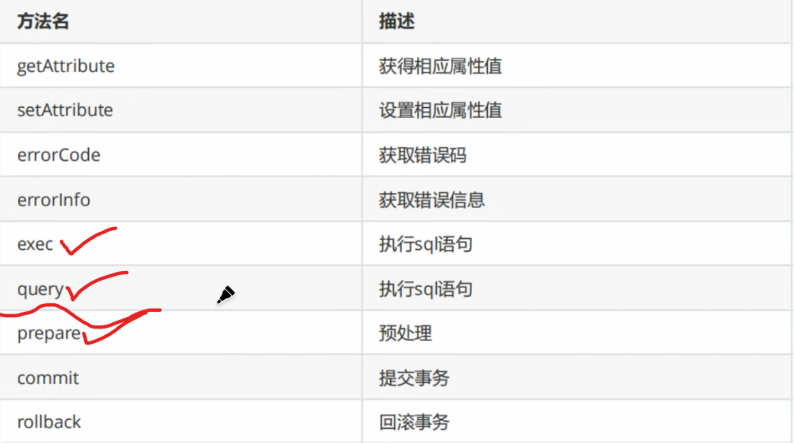 方法名 描述
getAttribute 获得相应属性值
setAttribute 设置相应属性值
errorCode 获取错误码
errorInfo 获取错误信息
exec 执行sql语句
query 执行sql语句
prepare 预处理
commit 提交事务
rollback 回滚事务